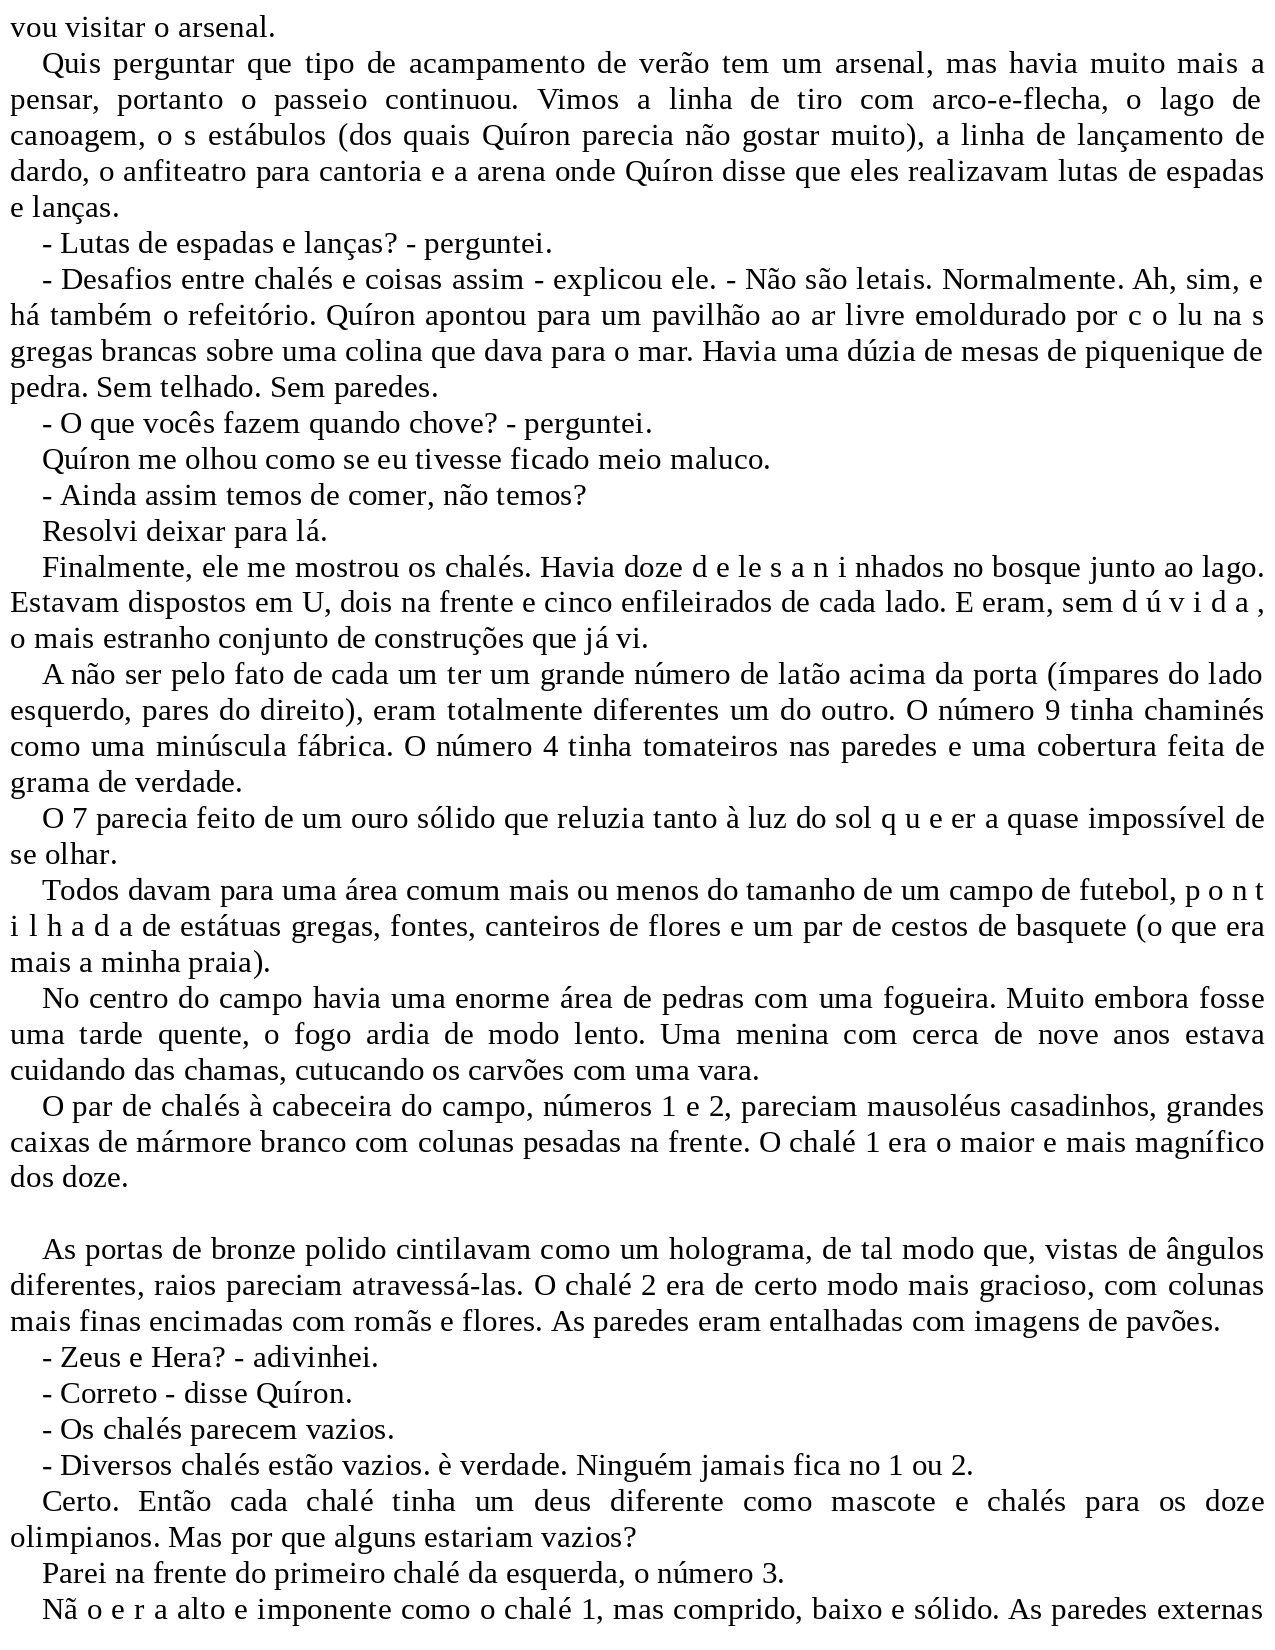 vou visitar o arsenal.
Quis perguntar que tipo de acampamento de verão tem um arsenal, mas havia muito mais a
pensar, portanto o passeio continuou. Vimos a linha de tiro com arco-e-flecha, o lago de
canoagem, o s estábulos (dos quais Quíron parecia não gostar muito), a linha de lançamento de
dardo, o anfiteatro para cantoria e a arena onde Quíron disse que eles realizavam lutas de espadas
e lanças.
- Lutas de espadas e lanças? - perguntei.
- Desafios entre chalés e coisas assim - explicou ele. - Não são letais. Normalmente. Ah, sim, e
há também o refeitório. Quíron apontou para um pavilhão ao ar livre emoldurado por c o lu na s
gregas brancas sobre uma colina que dava para o mar. Havia uma dúzia de mesas de piquenique de
pedra. Sem telhado. Sem paredes.
- O que vocês fazem quando chove? - perguntei.
Quíron me olhou como se eu tivesse ficado meio maluco.
- Ainda assim temos de comer, não temos?
Resolvi deixar para lá.
Finalmente, ele me mostrou os chalés. Havia doze d e le s a n i nhados no bosque junto ao lago.
Estavam dispostos em U, dois na frente e cinco enfileirados de cada lado. E eram, sem d ú v i d a ,
o mais estranho conjunto de construções que já vi.
A não ser pelo fato de cada um ter um grande número de latão acima da porta (ímpares do lado
esquerdo, pares do direito), eram totalmente diferentes um do outro. O número 9 tinha chaminés
como uma minúscula fábrica. O número 4 tinha tomateiros nas paredes e uma cobertura feita de
grama de verdade.
O 7 parecia feito de um ouro sólido que reluzia tanto à luz do sol q u e er a quase impossível de
se olhar.
Todos davam para uma área comum mais ou menos do tamanho de um campo de futebol, p o n t
i l h a d a de estátuas gregas, fontes, canteiros de flores e um par de cestos de basquete (o que era
mais a minha praia).
No centro do campo havia uma enorme área de pedras com uma fogueira. Muito embora fosse
uma tarde quente, o fogo ardia de modo lento. Uma menina com cerca de nove anos estava
cuidando das chamas, cutucando os carvões com uma vara.
O par de chalés à cabeceira do campo, números 1 e 2, pareciam mausoléus casadinhos, grandes
caixas de mármore branco com colunas pesadas na frente. O chalé 1 era o maior e mais magnífico
dos doze.
As portas de bronze polido cintilavam como um holograma, de tal modo que, vistas de ângulos
diferentes, raios pareciam atravessá-las. O chalé 2 era de certo modo mais gracioso, com colunas
mais finas encimadas com romãs e flores. As paredes eram entalhadas com imagens de pavões.
- Zeus e Hera? - adivinhei.
- Correto - disse Quíron.
- Os chalés parecem vazios.
- Diversos chalés estão vazios. è verdade. Ninguém jamais fica no 1 ou 2.
Certo. Então cada chalé tinha um deus diferente como mascote e chalés para os doze
olimpianos. Mas por que alguns estariam vazios?
Parei na frente do primeiro chalé da esquerda, o número 3.
Nã o e r a alto e imponente como o chalé 1, mas comprido, baixo e sólido. As paredes externas